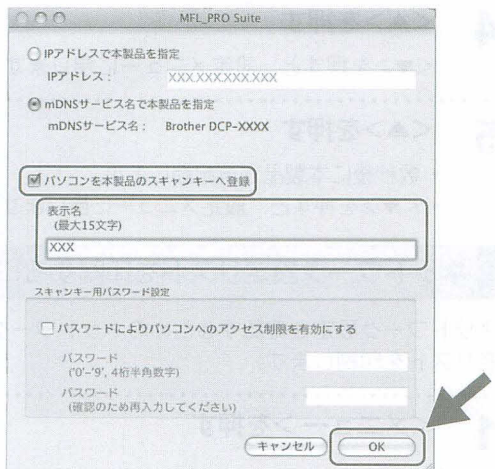 MFL_PRO Suite
IPアドレスで本製品を指定
IPアドレス： XXX.XXX.XXX.XXX
mDNSサービス名で本製品を指定
mDNSサービス名： Brother DCP-XXXX
パソコンを本製品のスキャンキーへ登録
表示名
(最大15文字)
XXX
スキャンキー用パスワード設定
パスワードによりパソコンへのアクセス制限を有効にする
パスワード
('0'-'9', 4桁半角数字)
パスワード
(確認のため再入力してください)
キャンセル OK